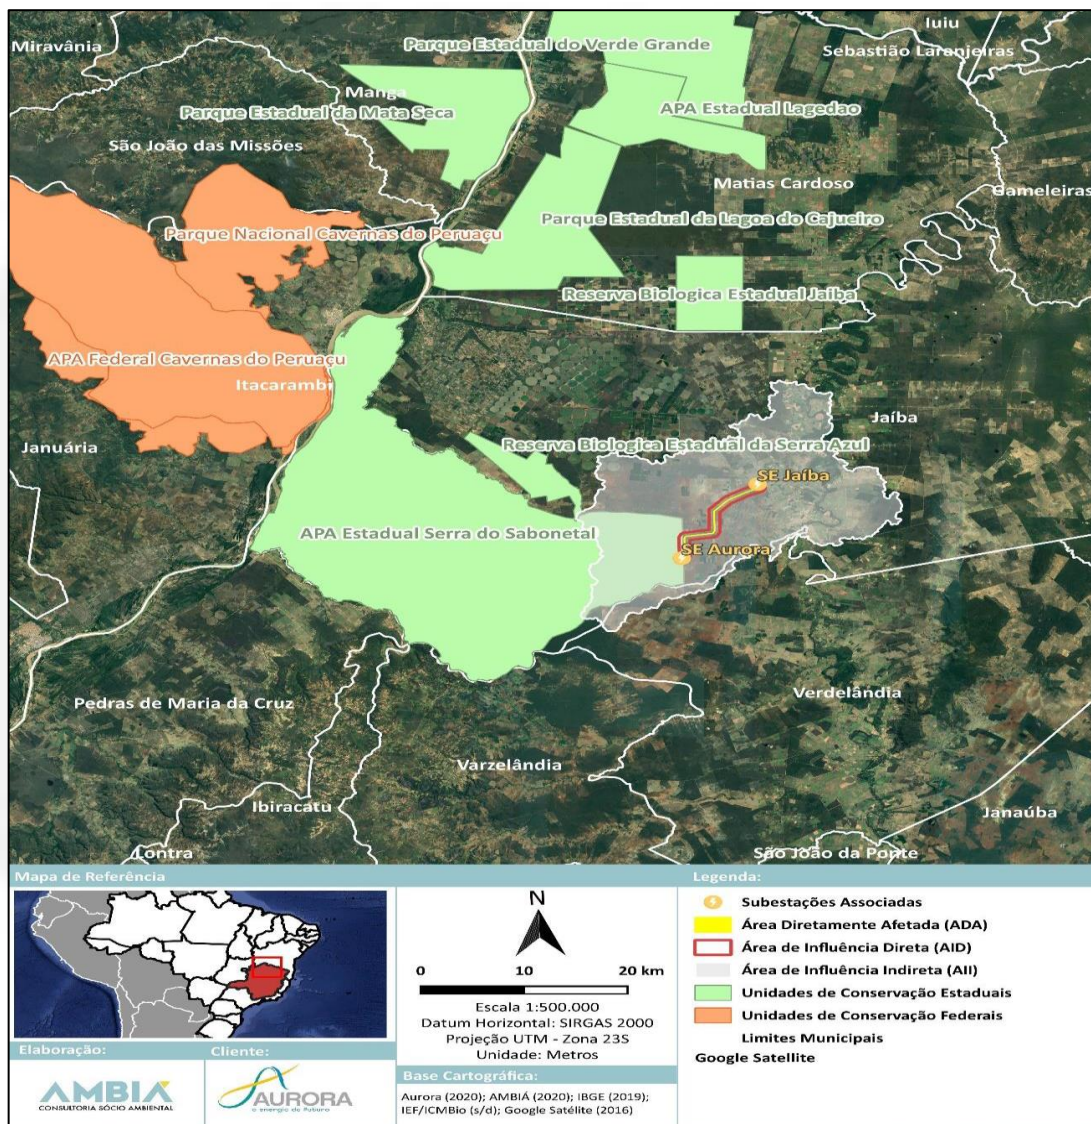 Iuiu
Miravânia
Parque Estadual do Verde Grande
Sebastião Laranjeiras
Manga
Parque Estadual da Mata Seca
APA Estadual Lagedao
São João das Missões
Matias Cardoso
Gameleiras
Parque Estadual da Lagoa do Cajueiro
Parque Nacional Cavernas do Peruaçu
Reserva Biologica Estadual Jaiba
APA Federal Cavernas do Peruaçu
Itacarambi
Jaíba
Januária
Reserva Biologica Estadual da Serra Azul
SE Jaíba
APA Estadual Serra do Sabonetal
SE Aurora
Pedras de Maria da Cruz
Verdelândia
Varzelândia
Ibiracatu
Janaúba
Lontra
São João da Ponte
Mapa de Referência
N
0 10 20 km
Escala 1:500.000
Datum Horizontal: SIRGAS 2000
Projeção UTM - Zona 23S
Unidade: Metros
Legenda:
Subestações Associadas
Área Diretamente Afetada (ADA)
Área de Influência Direta (AID)
Área de Influência Indireta (AII)
Unidades de Conservação Estaduais
Unidades de Conservação Federais
Limites Municipais
Google Satellite
Elaboração:
AMBIÁ
CONSULTORIA SÓCIO AMBIENTAL
Cliente:
AURORA
a energia do futuro
Base Cartográfica:
Aurora (2020); AMBIÁ (2020); IBGE (2019);
IEF/ICMBio (s/d); Google Satélite (2016)